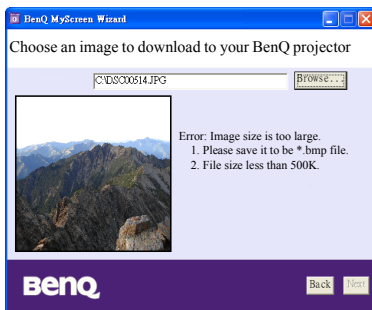 BenQ MyScreen Wizard
Choose an image to download to your BenQ projector
C:\DSC00514.JPG
Browse...
Error: Image size is too large.
1. Please save it to be *.bmp file.
2. File size less than 500K.
BenQ
Back
Next